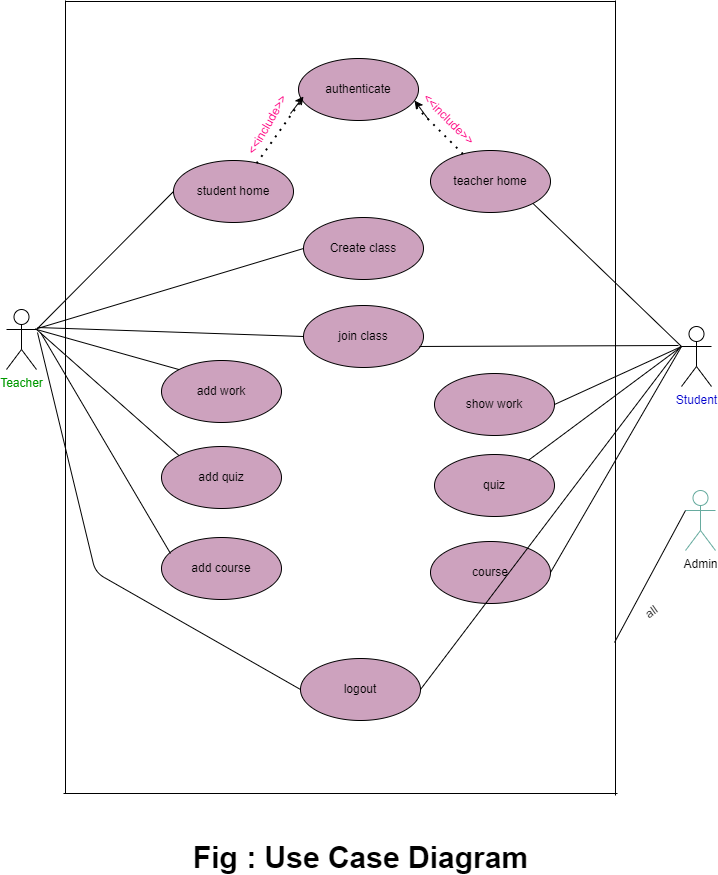 authenticate
<<include>>
<<include>>
student home
teacher home
Create class
join class
Teacher
Student
add work
show work
add quiz
quiz
add course
course
Admin
all
logout
Fig : Use Case Diagram